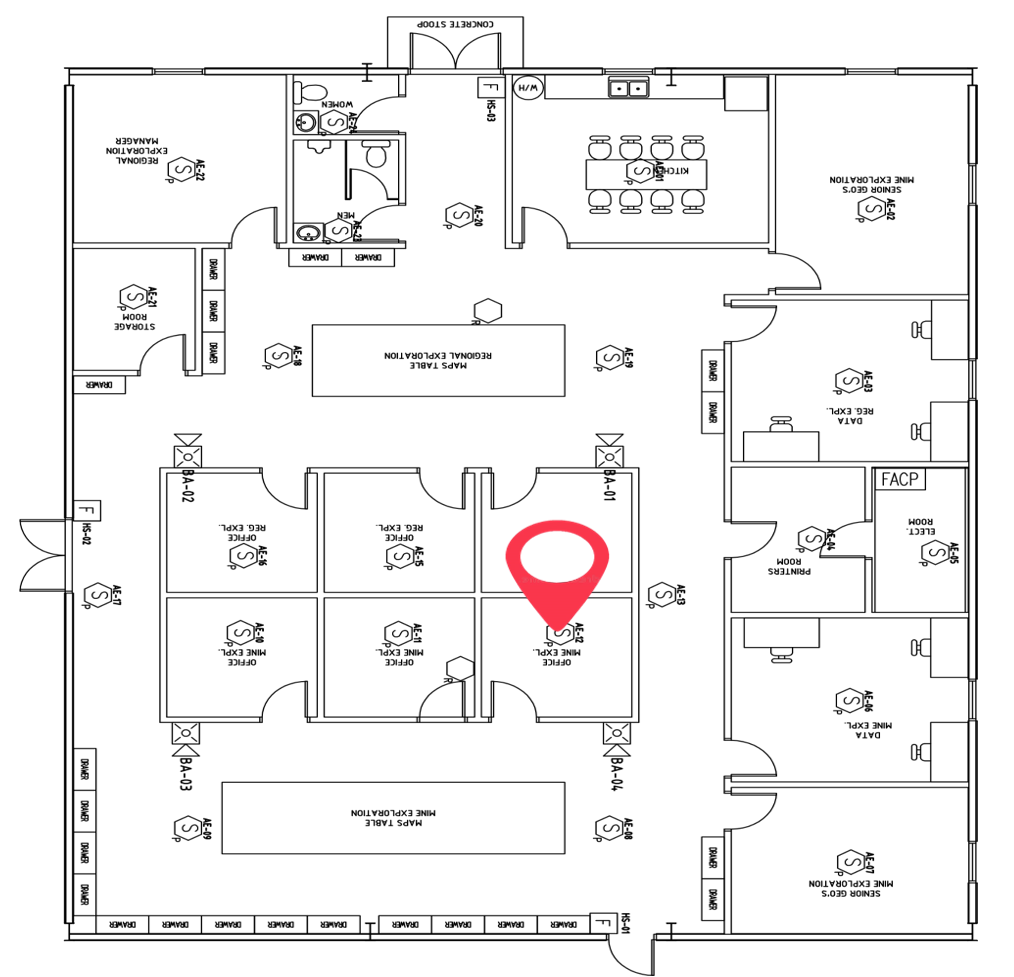 CONCRETE STOOP
WOMEN
AE-24
S
P
F
HS-03
W/H
REGIONAL
EXPLORATION
MANAGER
AE-22
S
P
MEN
AE-23
S
P
AE-20
S
P
KITCHEN
AE-01
S
P
SENIOR GEO'S
MINE EXPLORATION
AE-02
S
P
DRAWER
DRAWER
DRAWER
DRAWER
DRAWER
STORAGE
ROOM
AE-21
S
P
DRAWER
R
MAPS TABLE
REGIONAL EXPLORATION
AE-18
S
P
AE-19
S
P
DRAWER
DRAWER
DATA
REG. EXPL.
AE-03
S
P
BA-02
BA-01
FACP
F
HS-02
OFFICE
REG. EXPL.
AE-16
S
P
OFFICE
REG. EXPL.
AE-15
S
P
PRINTERS
ROOM
AE-04
S
P
ELECT.
ROOM
AE-05
S
P
AE-17
S
P
AE-13
S
P
OFFICE
MINE EXPL.
AE-10
S
P
OFFICE
MINE EXPL.
AE-11
S
P
R
OFFICE
MINE EXPL.
AE-12
S
P
DATA
MINE EXPL.
AE-06
S
P
BA-03
BA-04
DRAWER
DRAWER
DRAWER
DRAWER
MAPS TABLE
MINE EXPLORATION
AE-09
S
P
AE-08
S
P
DRAWER
DRAWER
SENIOR GEO'S
MINE EXPLORATION
AE-07
S
P
DRAWER
DRAWER
DRAWER
DRAWER
DRAWER
DRAWER
DRAWER
DRAWER
DRAWER
F
HS-01